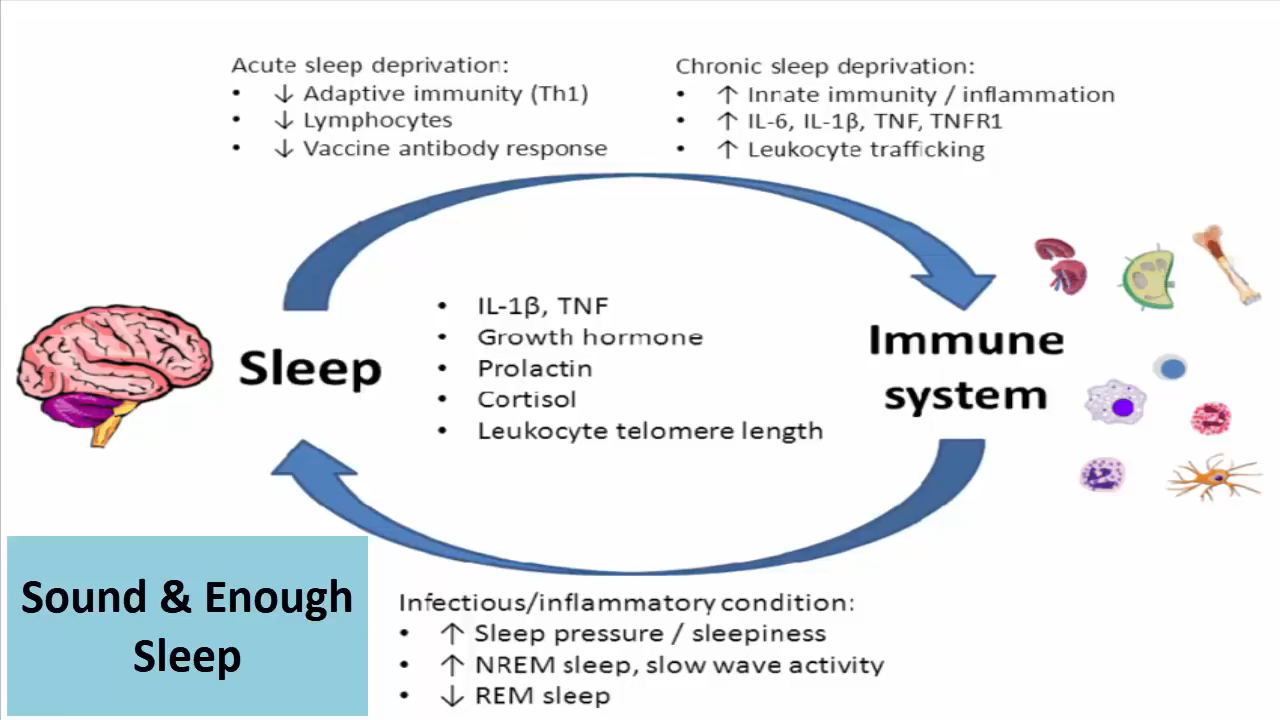 Acute sleep deprivation:
• ↓ Adaptive immunity (Th1)
• ↓ Lymphocytes
• ↓ Vaccine antibody response
Chronic sleep deprivation:
• ↑ Innate immunity / inflammation
• ↑ IL-6, IL-1β, TNF, TNFR1
• ↑ Leukocyte trafficking
Sleep
• IL-1β, TNF
• Growth hormone
• Prolactin
• Cortisol
• Leukocyte telomere length
Immune
system
Infectious/inflammatory condition:
• ↑ Sleep pressure / sleepiness
• ↑ NREM sleep, slow wave activity
• ↓ REM sleep
Sound & Enough
Sleep